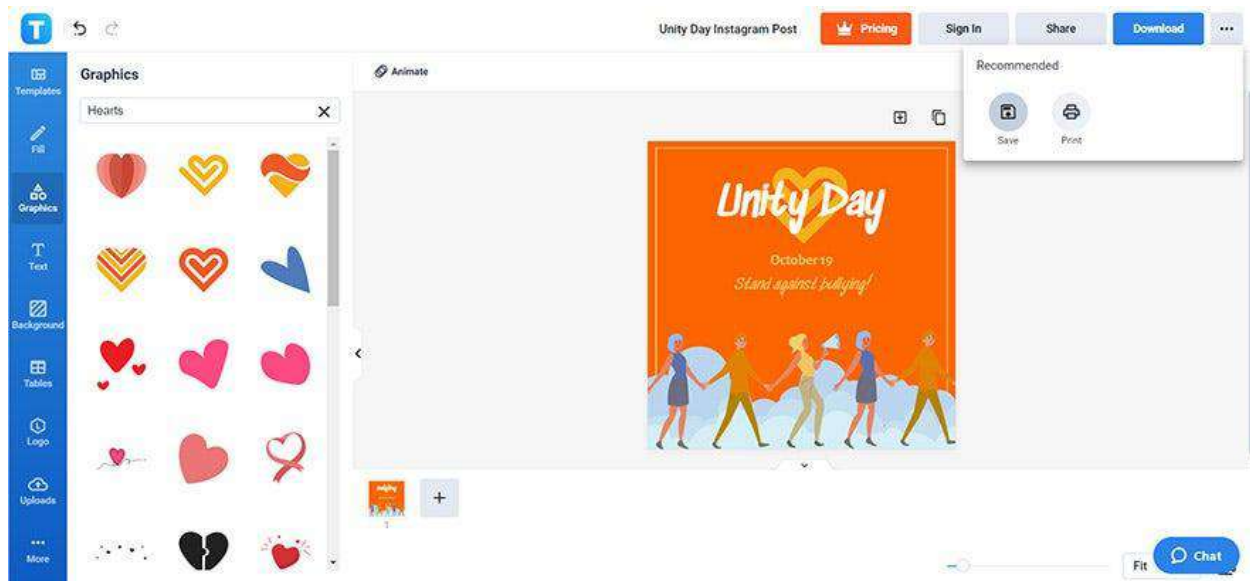 T
Unity Day Instagram Post
Pricing
Sign In
Share
Download
Templates
Fill
Graphics
Text
Background
Tables
Logo
Uploads
More
Graphics
Hearts
Animate
Recommended
Save
Print
Unity Day
October 19
Stand against bullying!
1
Fit
Chat